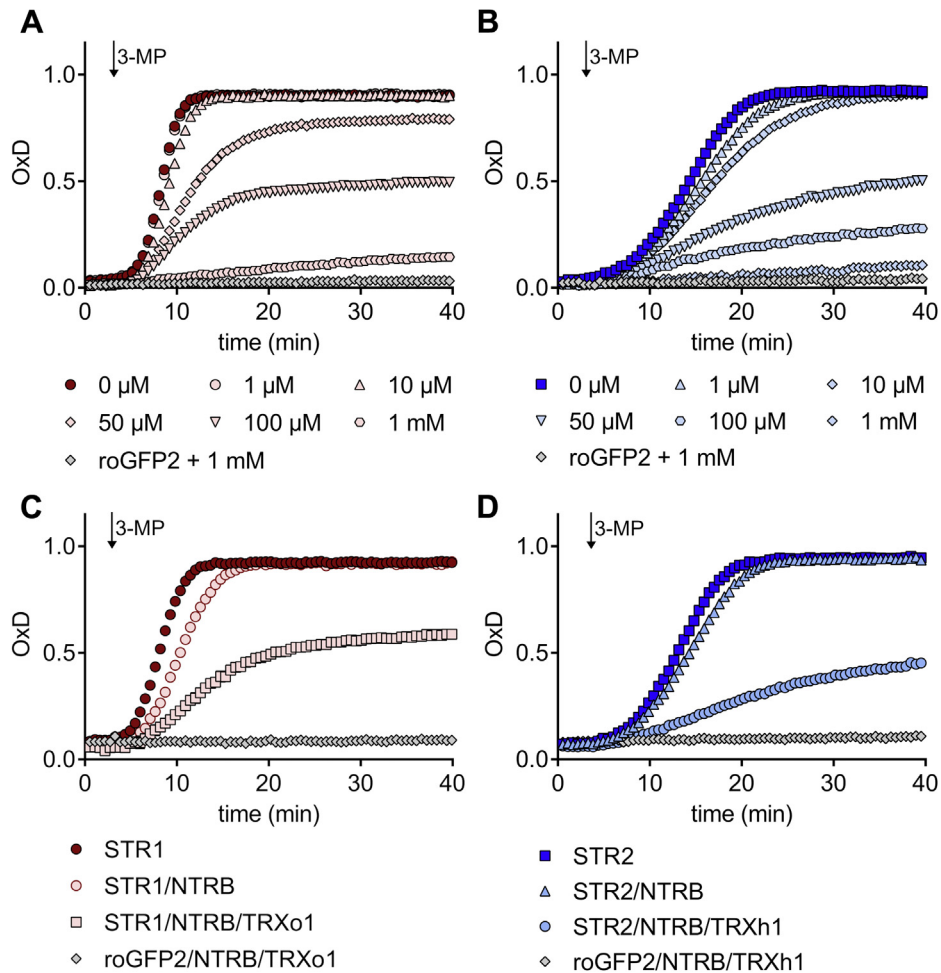 A
3-MP
1.0
OxD
0.5
0.0
0 10 20 30 40
time (min)
0 µM 1 µM 10 µM
50 µM 100 µM 1 mM
roGFP2 + 1 mM
B
3-MP
1.0
OxD
0.5
0.0
0 10 20 30 40
time (min)
0 µM 1 µM 10 µM
50 µM 100 µM 1 mM
roGFP2 + 1 mM
C
3-MP
1.0
OxD
0.5
0.0
0 10 20 30 40
time (min)
STR1
STR1/NTRB
STR1/NTRB/TRXo1
roGFP2/NTRB/TRXo1
D
3-MP
1.0
OxD
0.5
0.0
0 10 20 30 40
time (min)
STR2
STR2/NTRB
STR2/NTRB/TRXh1
roGFP2/NTRB/TRXh1